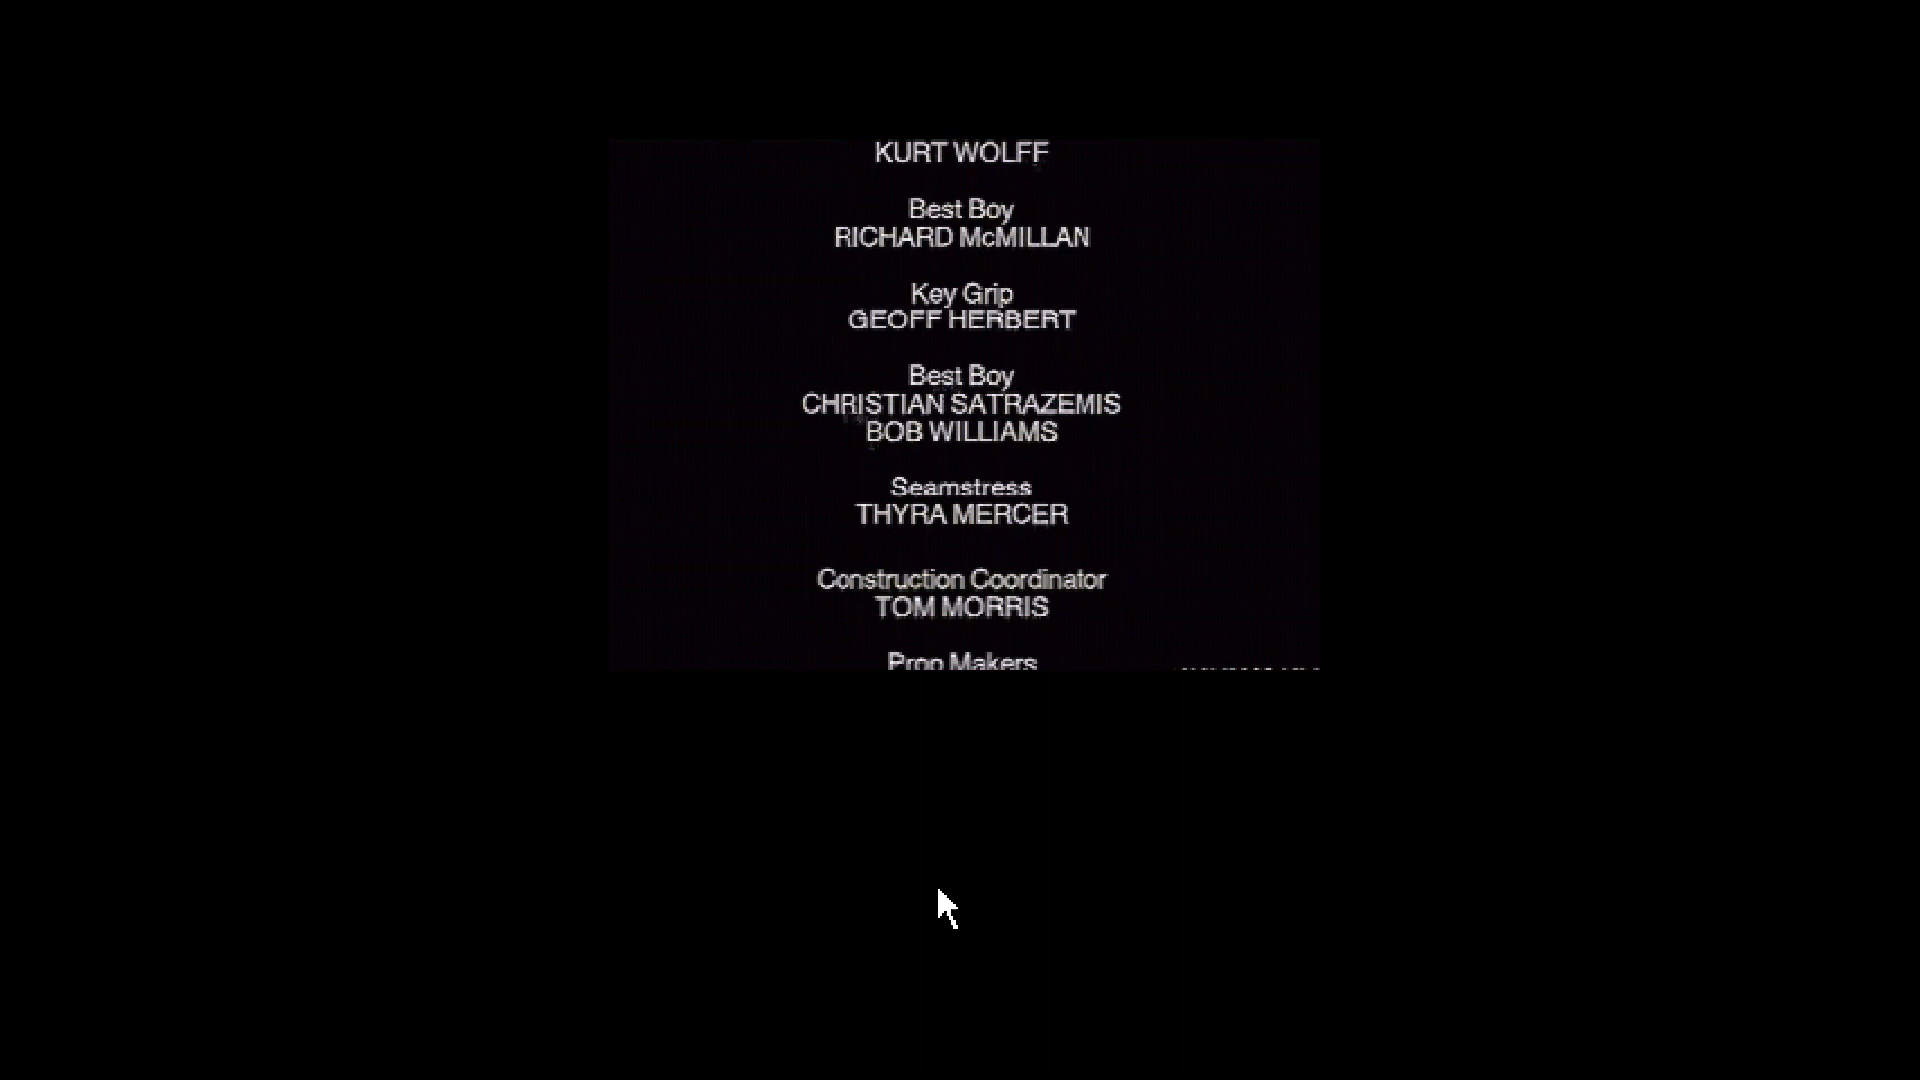 KURT WOLFF
Best Boy
RICHARD McMILLAN
Key Grip
GEOFF HERBERT
Best Boy
CHRISTIAN SATRAZEMIS
BOB WILLIAMS
Seamstress
THYRA MERCER
Construction Coordinator
TOM MORRIS
Prop Makers